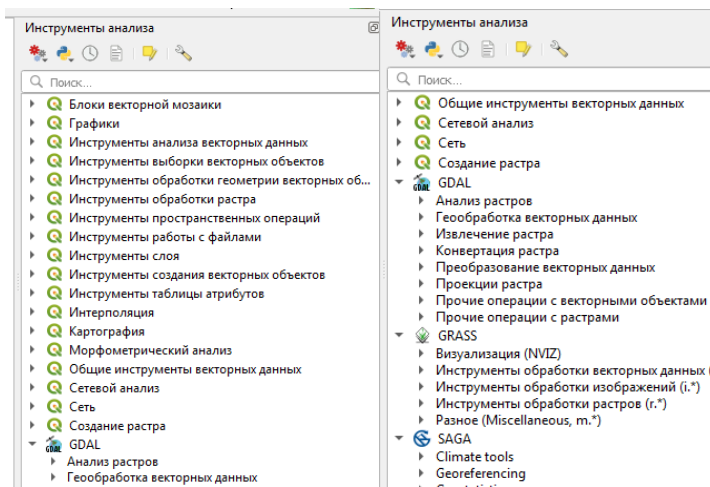 Инструменты анализа
Поиск...
Блоки векторной мозаики
Графики
Инструменты анализа векторных данных
Инструменты выборки векторных объектов
Инструменты обработки геометрии векторных об...
Инструменты обработки растра
Инструменты пространственных операций
Инструменты работы с файлами
Инструменты слоя
Инструменты создания векторных объектов
Инструменты таблицы атрибутов
Интерполяция
Картография
Морфометрический анализ
Общие инструменты векторных данных
Сетевой анализ
Сеть
Создание растра
GDAL
Анализ растров
Геообработка векторных данных
Инструменты анализа
Поиск...
Общие инструменты векторных данных
Сетевой анализ
Сеть
Создание растра
GDAL
Анализ растров
Геообработка векторных данных
Извлечение растра
Конвертация растра
Преобразование векторных данных
Проекции растра
Прочие операции с векторными объектами
Прочие операции с растрами
GRASS
Визуализация (NVIZ)
Инструменты обработки векторных данных (
Инструменты обработки изображений (i.*)
Инструменты обработки растров (r.*)
Разное (Miscellaneous, m.*)
SAGA
Climate tools
Georeferencing